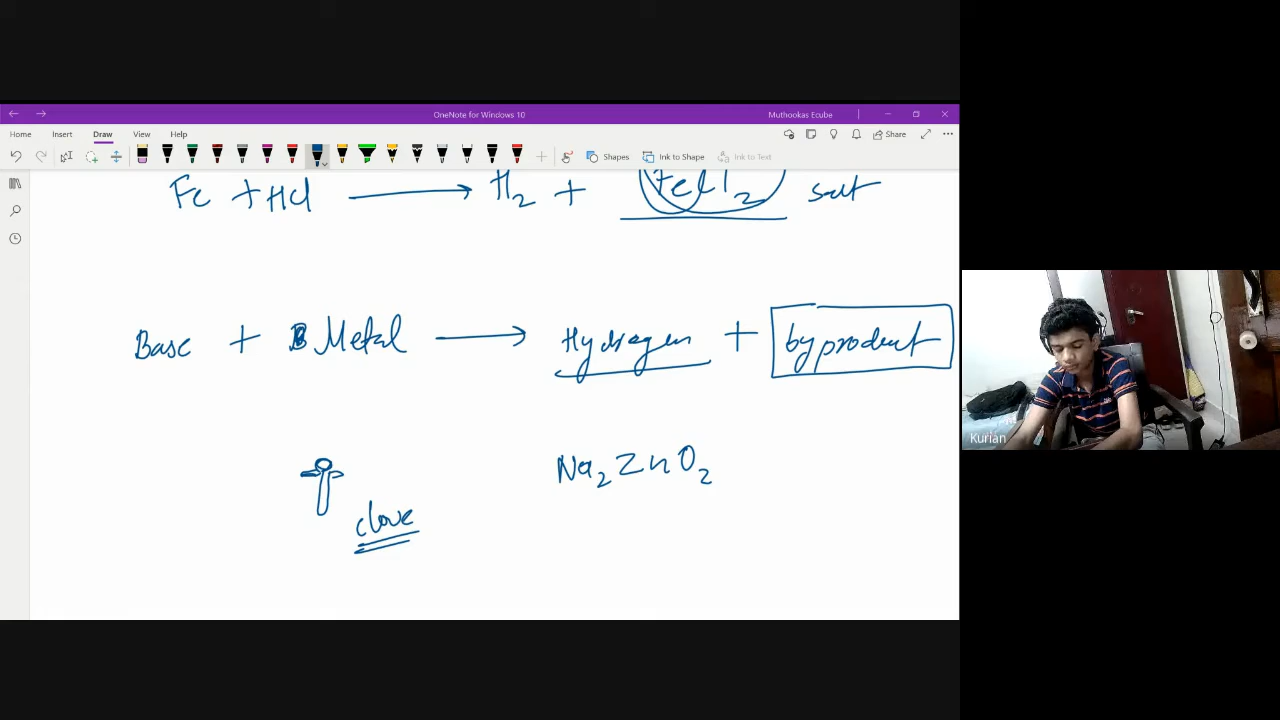 OneNote for Windows 10
Muthookas Ecube
Home Insert Draw View Help
Share
Shapes Ink to Shape Ink to Text
Fe + HCl ⟶ H2 + FeCl2 salt
Base + Metal ⟶ Hydrogen + byproduct
Na2ZnO2
clove
Kurian